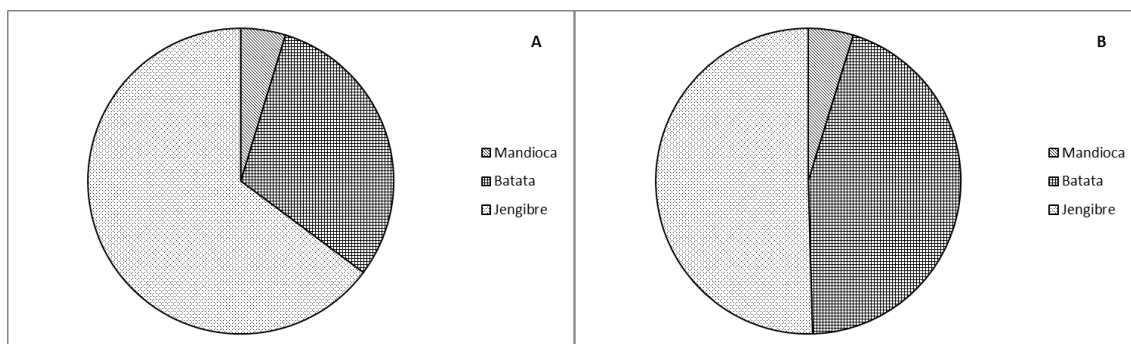 A
Mandioca
Batata
Jengibre
B
Mandioca
Batata
Jengibre